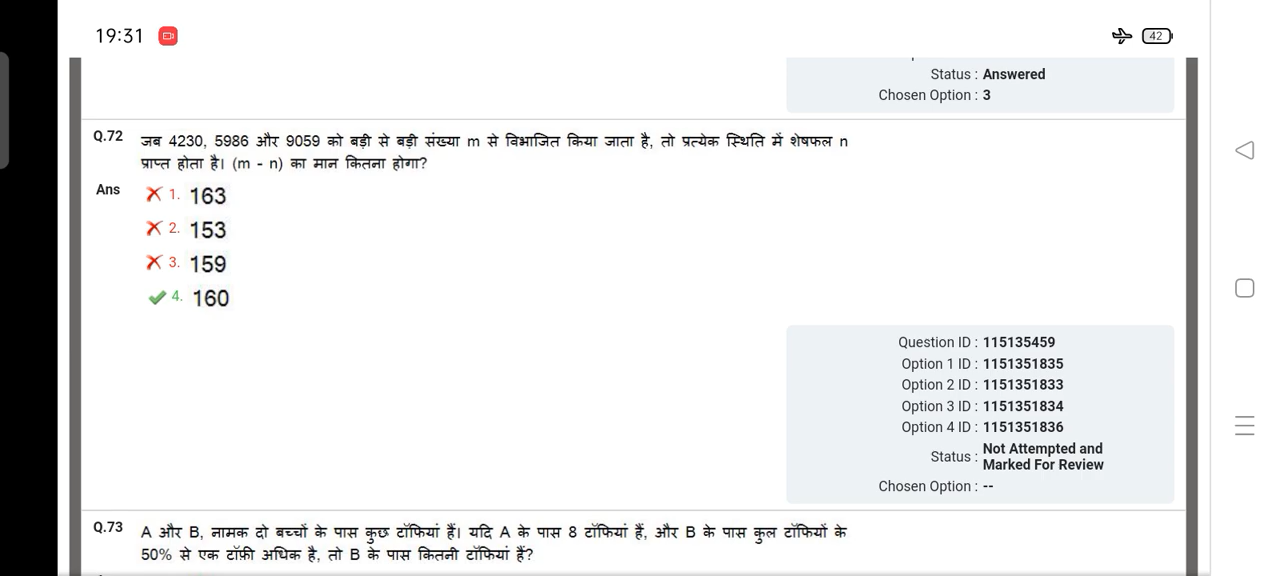 19:31
42
Status : Answered
Chosen Option : 3
Q.72 जब 4230, 5986 और 9059 को बड़ी से बड़ी संख्या m से विभाजित किया जाता है, तो प्रत्येक स्थिति में शेषफल n
प्राप्त होता है। (m - n) का मान कितना होगा?
Ans
1. 163
2. 153
3. 159
4. 160
Question ID : 115135459
Option 1 ID : 1151351835
Option 2 ID : 1151351833
Option 3 ID : 1151351834
Option 4 ID : 1151351836
Status : Not Attempted and
Marked For Review
Chosen Option : --
Q.73 A और B, नामक दो बच्चों के पास कुछ टॉफियां हैं। यदि A के पास 8 टॉफियां हैं, और B के पास कुल टॉफियों के
50% से एक टॉफ़ी अधिक है, तो B के पास कितनी टॉफियां हैं?